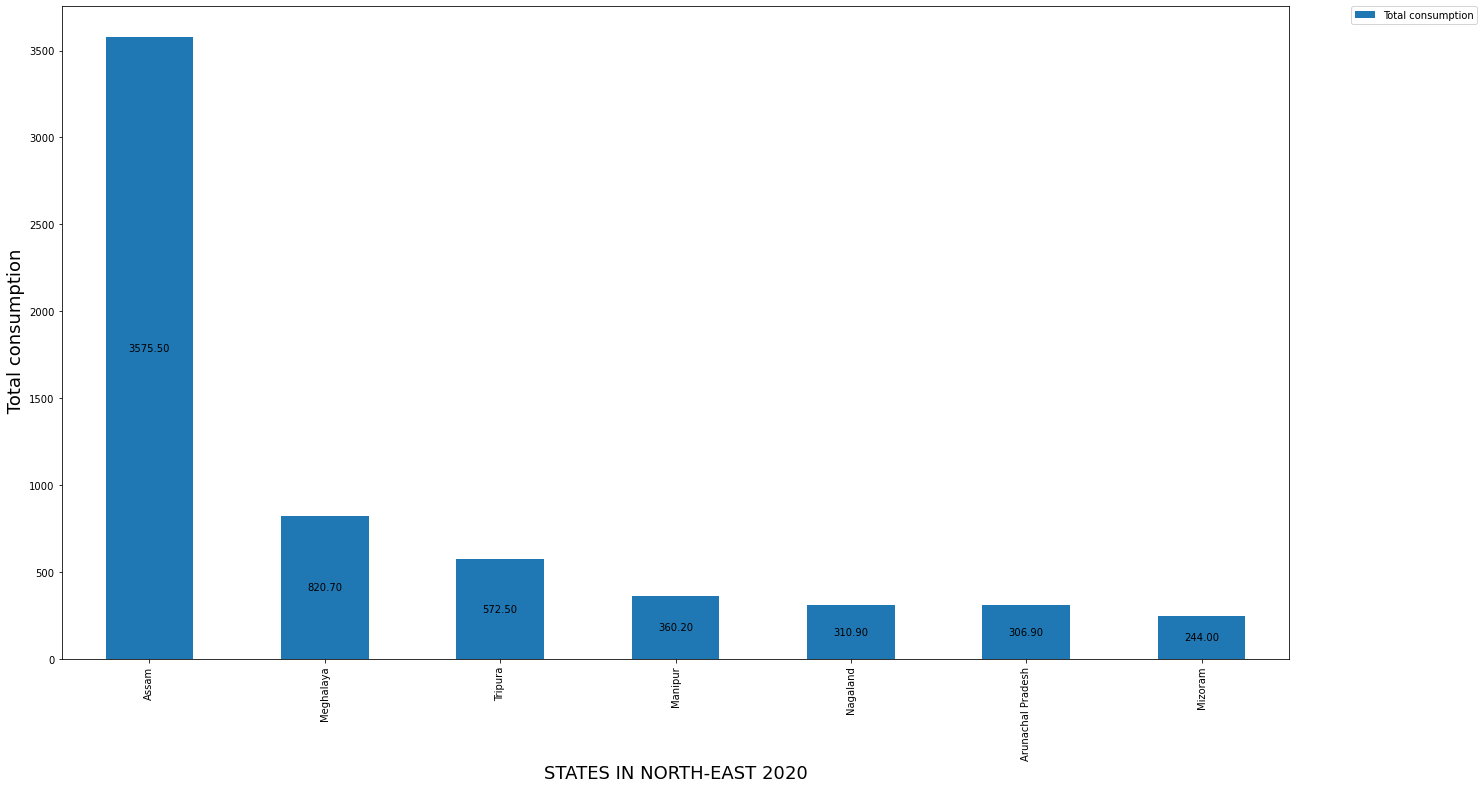 Total consumption
3500
3000
2500
2000
1500
1000
500
0
Total consumption
3575.50
820.70
572.50
360.20
310.90
306.90
244.00
Assam
Meghalaya
Tripura
Manipur
Nagaland
Arunachal Pradesh
Mizoram
STATES IN NORTH-EAST 2020